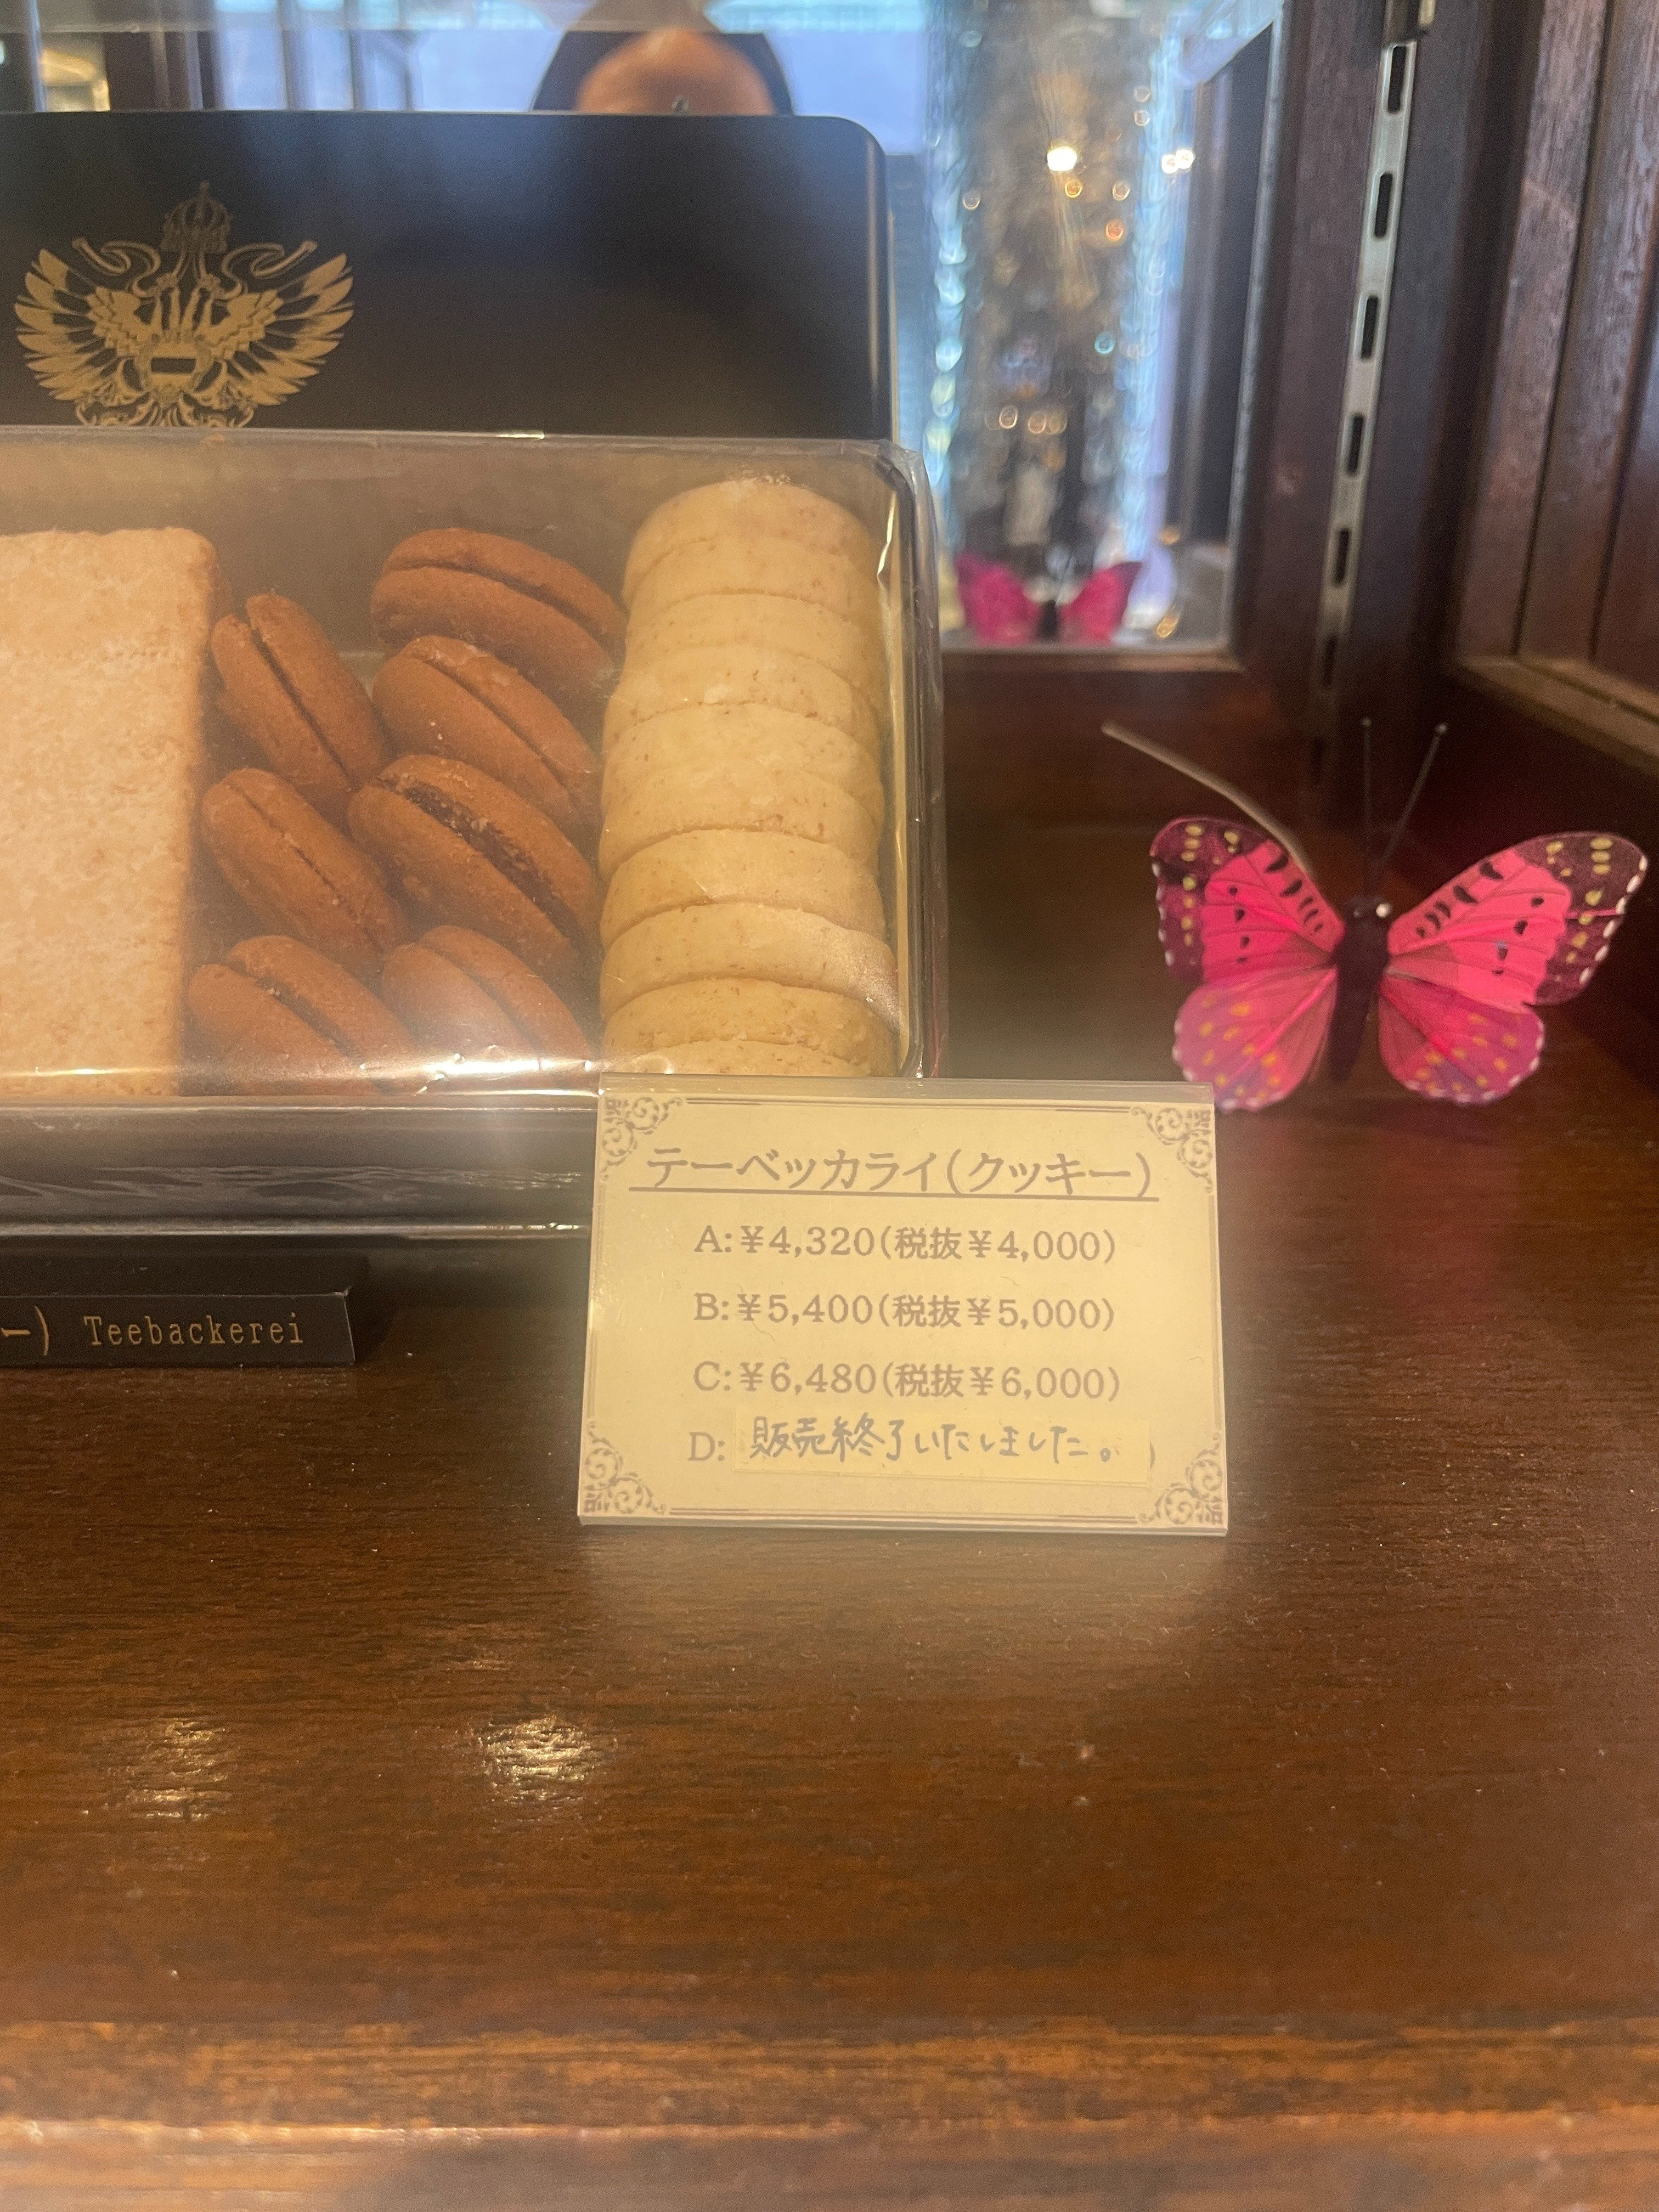 テーベッカライ(クッキー)
A:¥4,320(税抜¥4,000)
B:¥5,400(税抜¥5,000)
C:¥6,480(税抜¥6,000)
D: 販売終了いたしました。 )
ー) Teebackerei